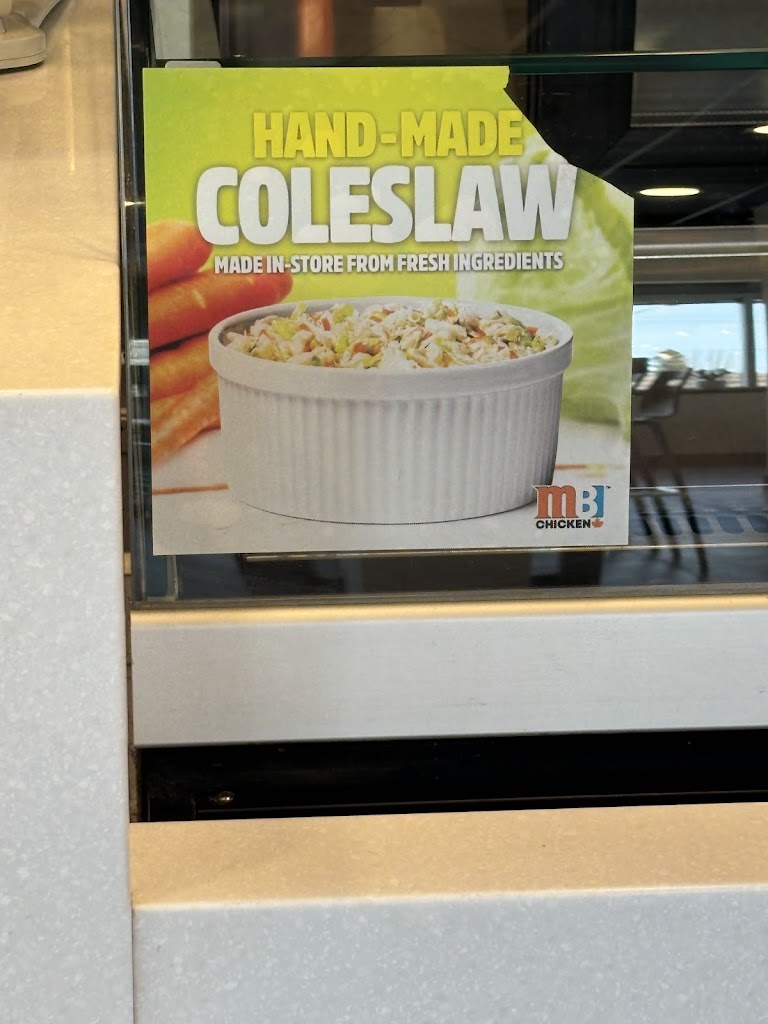 HAND-MADE
COLESLAW
MADE IN-STORE FROM FRESH INGREDIENTS
MB
CHICKEN